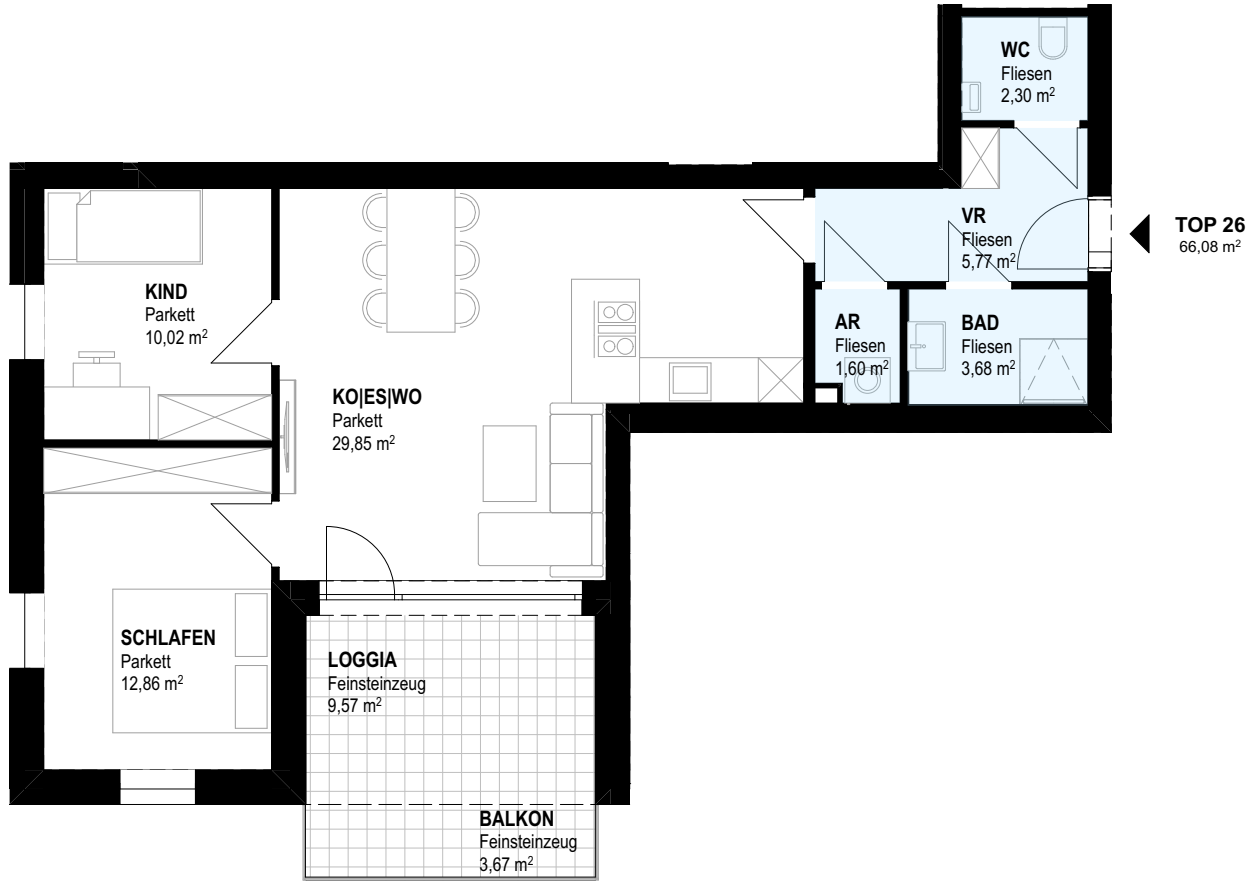 WC
Fliesen
2,30 m²
VR
Fliesen
5,77 m²
TOP 26
66,08 m²
KIND
Parkett
10,02 m²
AR
Fliesen
1,60 m²
BAD
Fliesen
3,68 m²
KO|ES|WO
Parkett
29,85 m²
SCHLAFEN
Parkett
12,86 m²
LOGGIA
Feinsteinzeug
9,57 m²
BALKON
Feinsteinzeug
3,67 m²